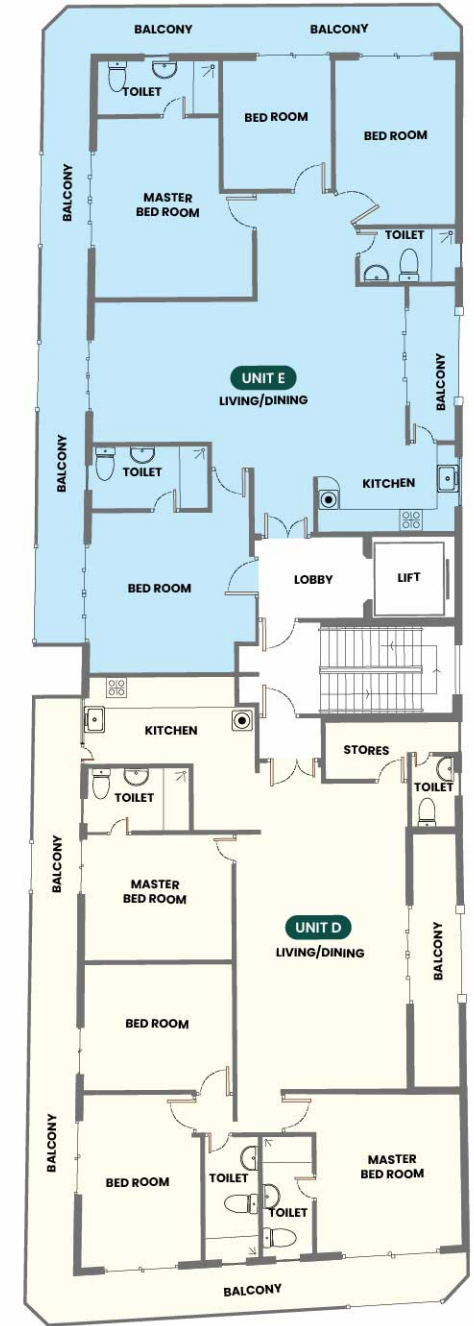 BALCONY
BALCONY
TOILET
BED ROOM
BED ROOM
BALCONY
MASTER
BED ROOM
TOILET
UNIT E
LIVING/DINING
BALCONY
BALCONY
TOILET
KITCHEN
BED ROOM
LOBBY
LIFT
KITCHEN
STORES
TOILET
TOILET
BALCONY
MASTER
BED ROOM
UNIT D
LIVING/DINING
BALCONY
BED ROOM
BALCONY
BED ROOM
TOILET
TOILET
MASTER
BED ROOM
BALCONY